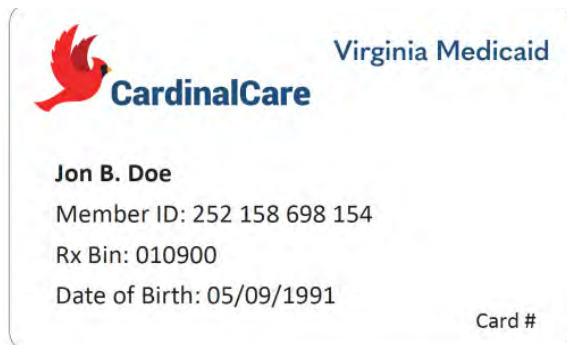 Virginia Medicaid
CardinalCare
Jon B. Doe
Member ID: 252 158 698 154
Rx Bin: 010900
Date of Birth: 05/09/1991
Card #